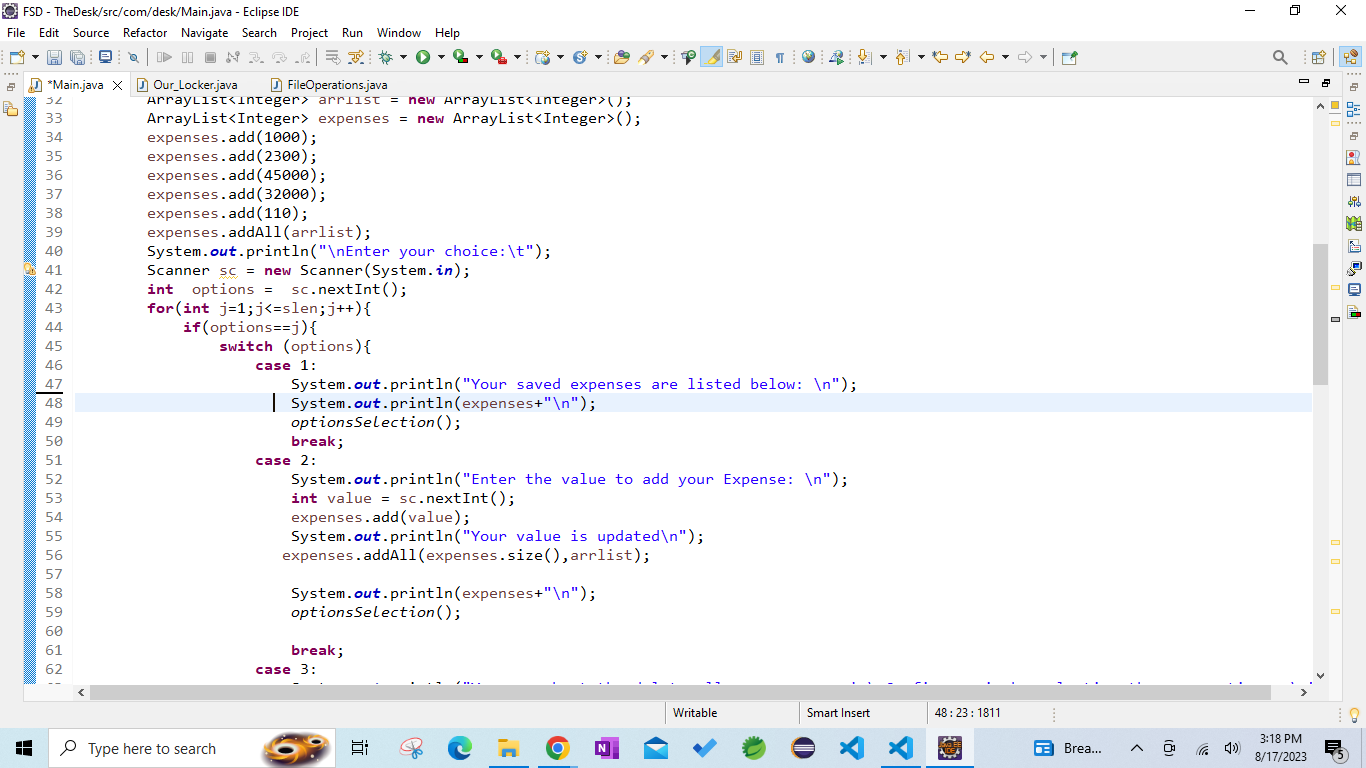 FSD - TheDesk/src/com/desk/Main.java - Eclipse IDE
File Edit Source Refactor Navigate Search Project Run Window Help
*Main.java Our_Locker.java FileOperations.java
32 ArrayList<Integer> arrlist = new ArrayList<Integer>();
33 ArrayList<Integer> expenses = new ArrayList<Integer>();
34 expenses.add(1000);
35 expenses.add(2300);
36 expenses.add(45000);
37 expenses.add(32000);
38 expenses.add(110);
39 expenses.addAll(arrlist);
40 System.out.println("\nEnter your choice:\t");
41 Scanner sc = new Scanner(System.in);
42 int  options =  sc.nextInt();
43 for(int j=1;j<=slen;j++){
44 if(options==j){
45 switch (options){
46 case 1:
47 System.out.println("Your saved expenses are listed below: \n");
48 System.out.println(expenses+"\n");
49 optionsSelection();
50 break;
51 case 2:
52 System.out.println("Enter the value to add your Expense: \n");
53 int value = sc.nextInt();
54 expenses.add(value);
55 System.out.println("Your value is updated\n");
56 expenses.addAll(expenses.size(),arrlist);
57
58 System.out.println(expenses+"\n");
59 optionsSelection();
60
61 break;
62 case 3:
Writable Smart Insert 48 : 23 : 1811
Type here to search
Brea...
3:18 PM
8/17/2023
5